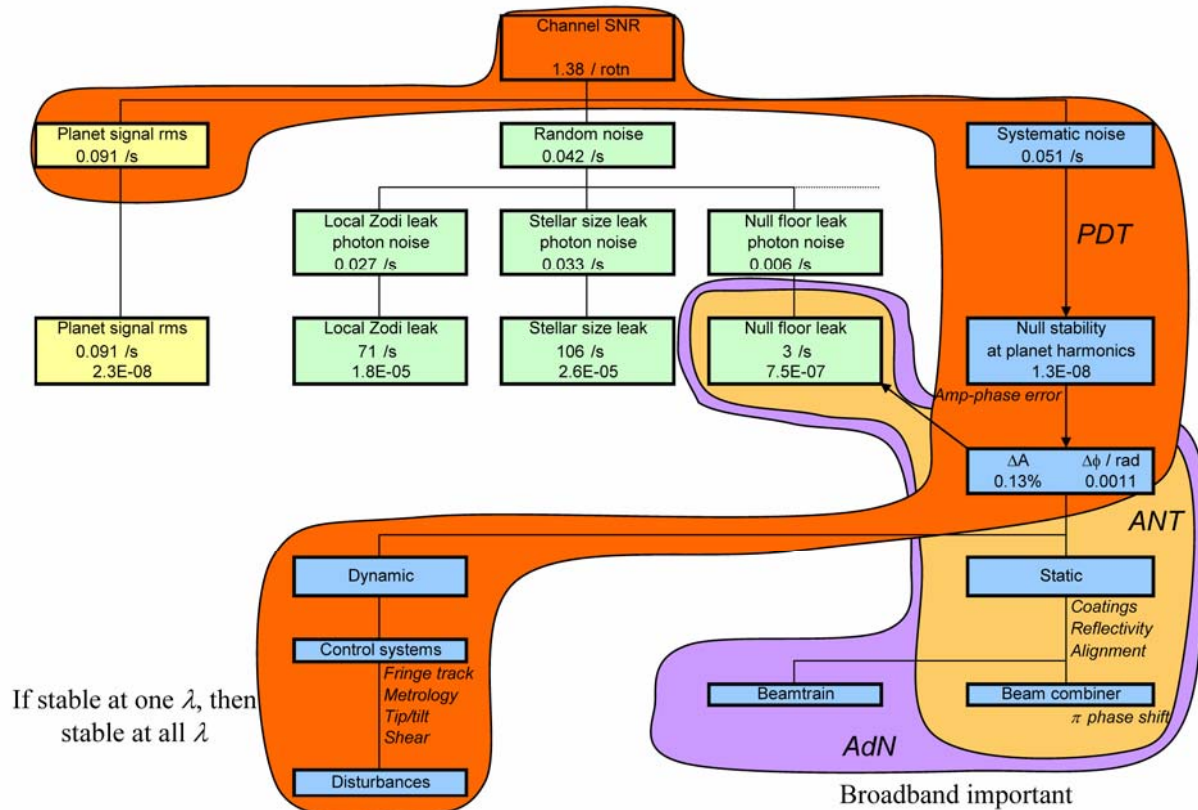 Channel SNR
1.38 / rotn
Planet signal rms
0.091 /s
Random noise
0.042 /s
Systematic noise
0.051 /s
Local Zodi leak
photon noise
0.027 /s
Stellar size leak
photon noise
0.033 /s
Null floor leak
photon noise
0.006 /s
PDT
Planet signal rms
0.091 /s
2.3E-08
Local Zodi leak
71 /s
1.8E-05
Stellar size leak
106 /s
2.6E-05
Null floor leak
3 /s
7.5E-07
Null stability
at planet harmonics
1.3E-08
Amp-phase error
ΔA Δϕ / rad
0.13% 0.0011
ANT
Dynamic
Static
Coatings
Reflectivity
Alignment
Control systems
Fringe track
Metrology
Tip/tilt
Shear
Beamtrain
Beam combiner
π phase shift
If stable at one λ, then
stable at all λ
AdN
Disturbances
Broadband important